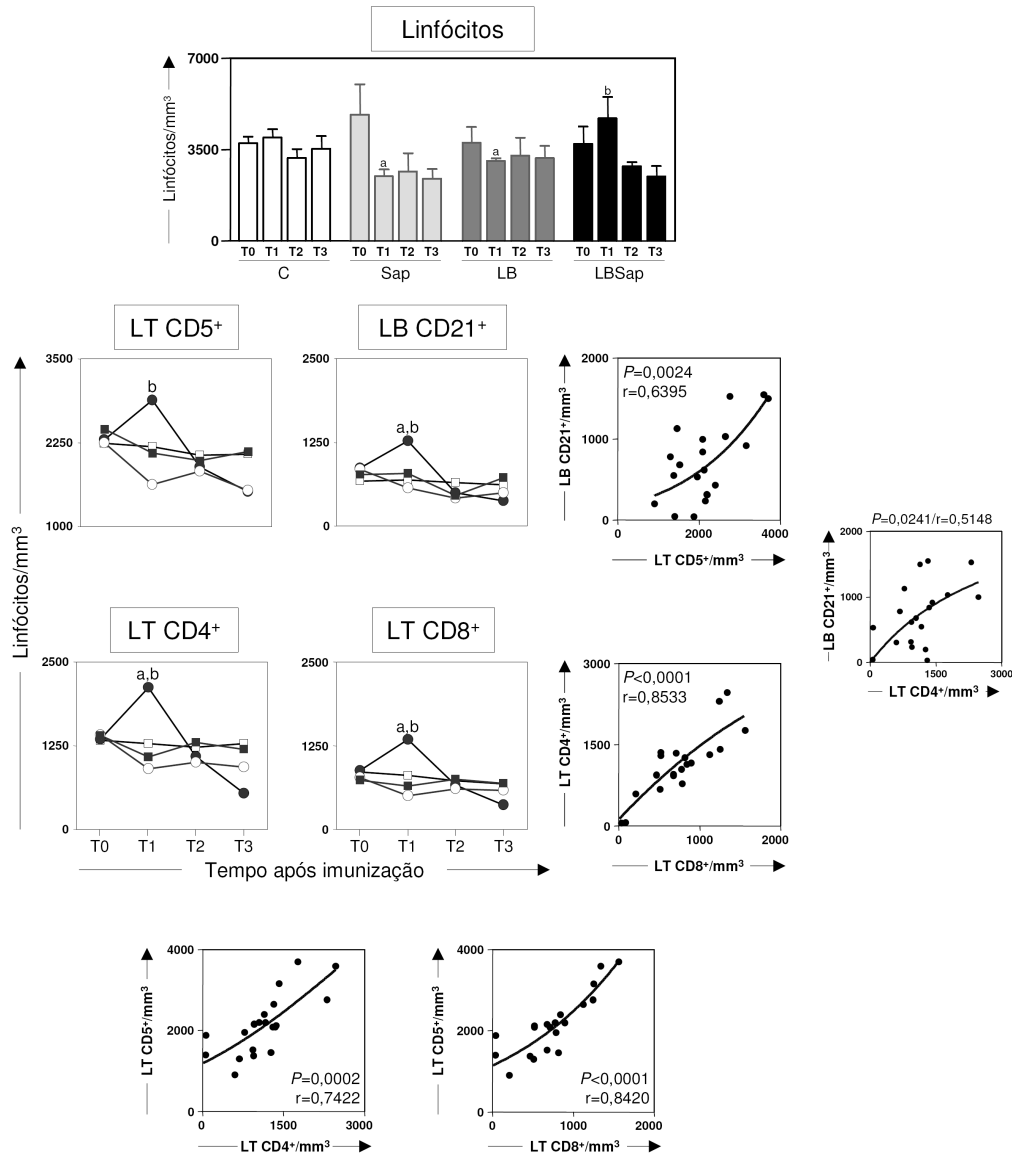 Linfócitos
7000
3500
0
Linfócitos/mm³
b
a
a
T0 T1 T2 T3 T0 T1 T2 T3 T0 T1 T2 T3 T0 T1 T2 T3
C Sap LB LBSap
LT CD5⁺
3500
2250
1000
b
LB CD21⁺
2500
1250
0
a,b
2000
1000
0
P=0,0024
r=0,6395
LB CD21⁺/mm³
0 2000 4000
LT CD5⁺/mm³
P=0,0241/r=0,5148
2000
1000
0
LB CD21⁺/mm³
0 1500 3000
LT CD4⁺/mm³
Linfócitos/mm³
LT CD4⁺
2500
1250
0
a,b
T0 T1 T2 T3
LT CD8⁺
2500
1250
0
a,b
T0 T1 T2 T3
Tempo após imunização
3000
1500
0
P<0,0001
r=0,8533
LT CD4⁺/mm³
0 1000 2000
LT CD8⁺/mm³
4000
2000
0
LT CD5⁺/mm³
P=0,0002
r=0,7422
0 1500 3000
LT CD4⁺/mm³
4000
2000
0
LT CD5⁺/mm³
P<0,0001
r=0,8420
0 1000 2000
LT CD8⁺/mm³